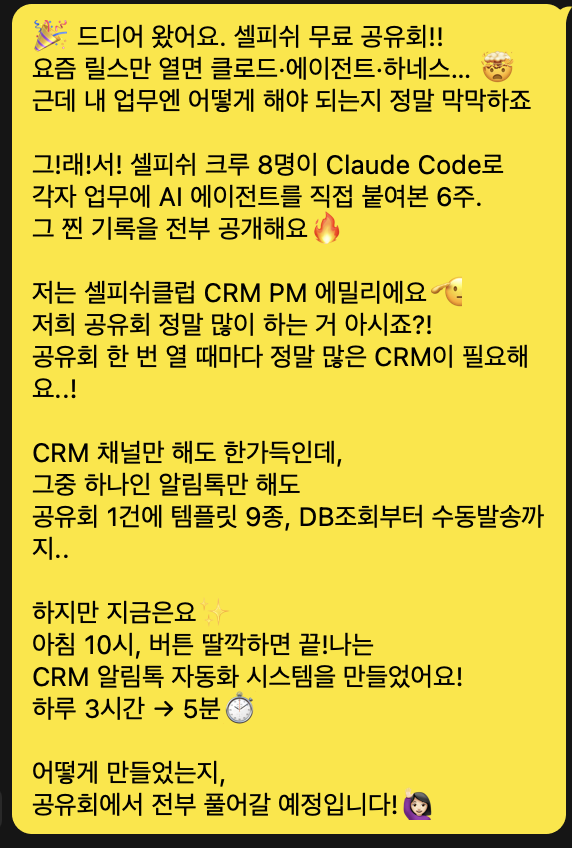 🎉 드디어 왔어요. 셀피쉬 무료 공유회!!
요즘 릴스만 열면 클로드·에이전트·하네스... 🤯
근데 내 업무엔 어떻게 해야 되는지 정말 막막하죠
그!래!서! 셀피쉬 크루 8명이 Claude Code로
각자 업무에 AI 에이전트를 직접 붙여본 6주.
그 찐 기록을 전부 공개해요🔥
저는 셀피쉬클럽 CRM PM 에밀리에요🫡
저희 공유회 정말 많이 하는 거 아시죠?!
공유회 한 번 열 때마다 정말 많은 CRM이 필요해
요..!
CRM 채널만 해도 한가득인데,
그중 하나인 알림톡만 해도
공유회 1건에 템플릿 9종, DB조회부터 수동발송까
지..
하지만 지금은요✨
아침 10시, 버튼 딸깍하면 끝!나는
CRM 알림톡 자동화 시스템을 만들었어요!
하루 3시간 → 5분⏱️
어떻게 만들었는지,
공유회에서 전부 풀어갈 예정입니다!🙋🏻‍♀️